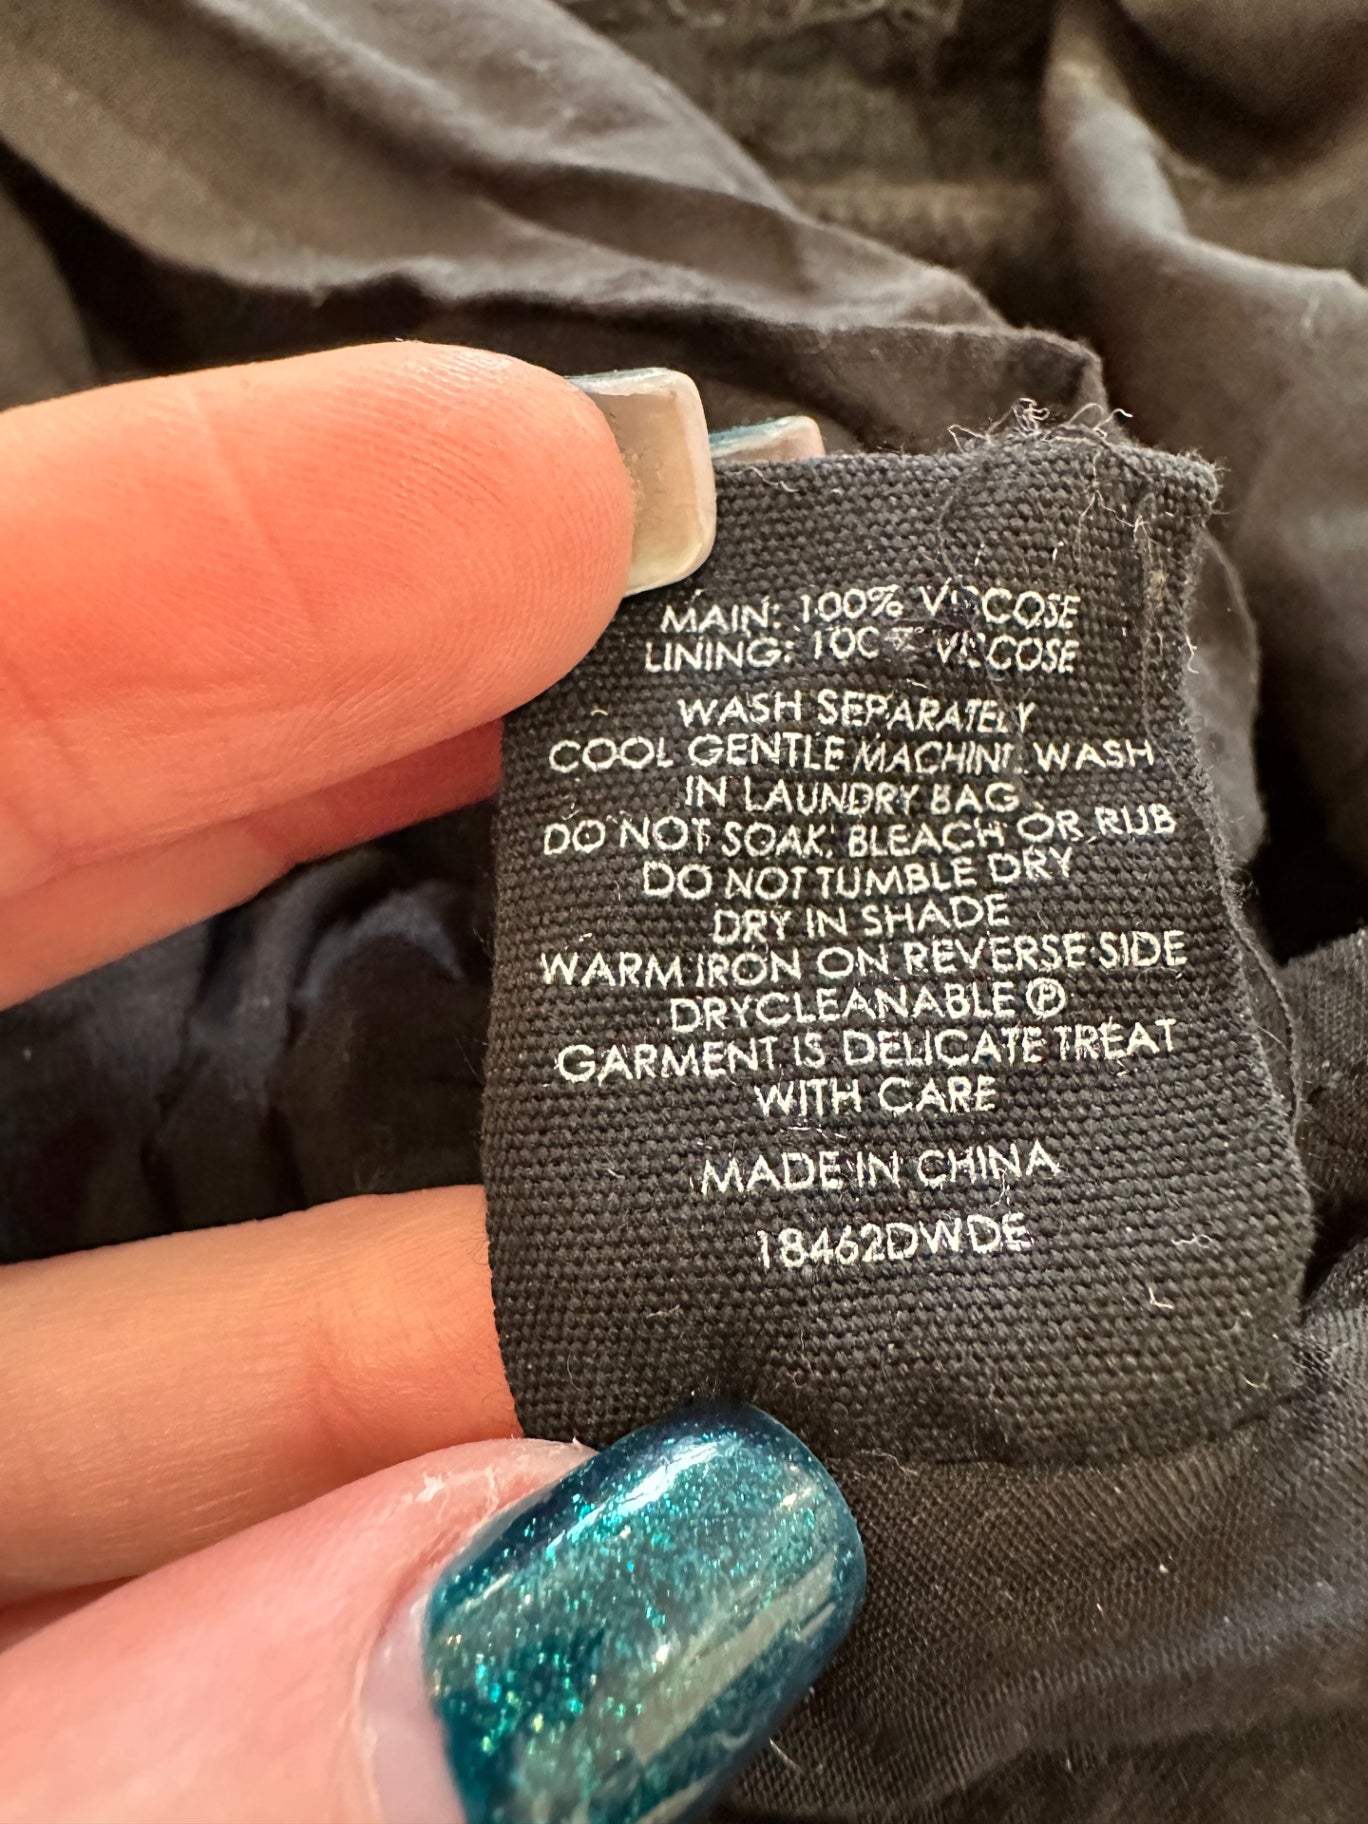 MAIN: 100% VISCOSE
LINING: 100% VISCOSE
WASH SEPARATELY
COOL GENTLE MACHINE WASH
IN LAUNDRY BAG
DO NOT SOAK, BLEACH OR RUB
DO NOT TUMBLE DRY
DRY IN SHADE
WARM IRON ON REVERSE SIDE
DRYCLEANABLE Ⓟ
GARMENT IS DELICATE TREAT
WITH CARE
MADE IN CHINA
18462DWDE